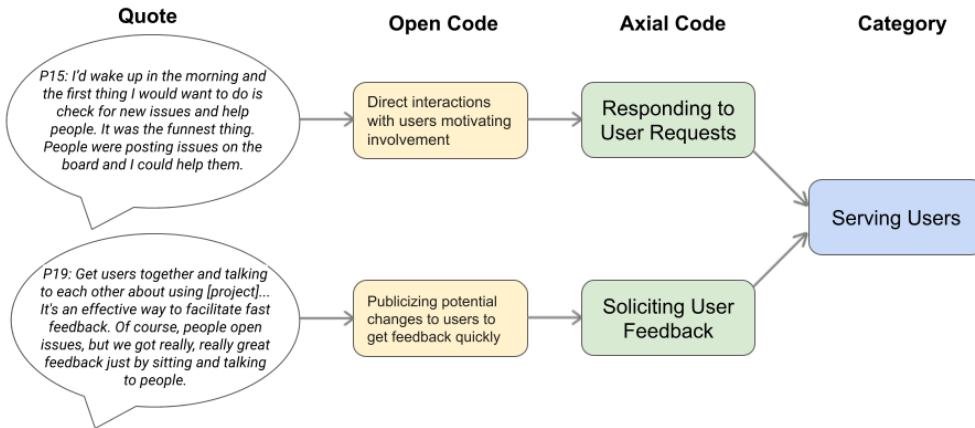 Quote
Open Code
Axial Code
Category
P15: I'd wake up in the morning and
the first thing I would want to do is
check for new issues and help
people. It was the funnest thing.
People were posting issues on the
board and I could help them.
Direct interactions
with users motivating
involvement
Responding to
User Requests
Serving Users
P19: Get users together and talking
to each other about using [project]...
It's an effective way to facilitate fast
feedback. Of course, people open
issues, but we got really, really great
feedback just by sitting and talking
to people.
Publicizing potential
changes to users to
get feedback quickly
Soliciting User
Feedback